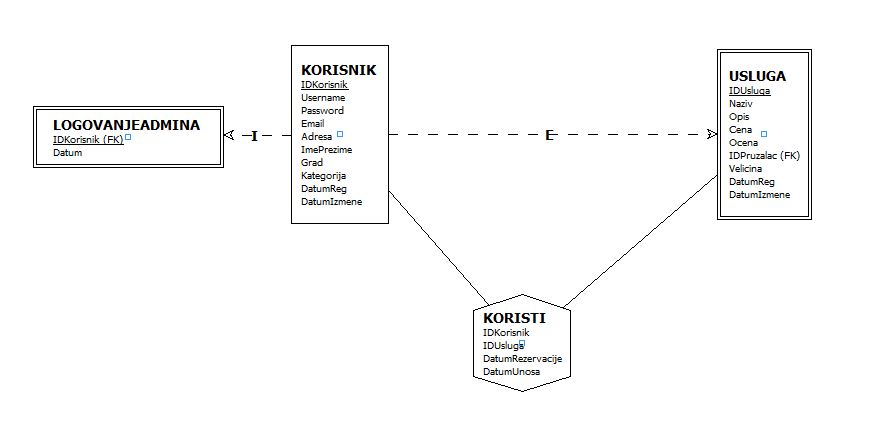 LOGOVANJEADMINA
IDKorisnik (FK)
Datum
I
KORISNIK
IDKorisnik
Username
Password
Email
Adresa
ImePrezime
Grad
Kategorija
DatumReg
DatumIzmene
E
USLUGA
IDUsluga
Naziv
Opis
Cena
Ocena
IDPruzalac (FK)
Velicina
DatumReg
DatumIzmene
KORISTI
IDKorisnik
IDUsluga
DatumRezervacije
DatumUnosa